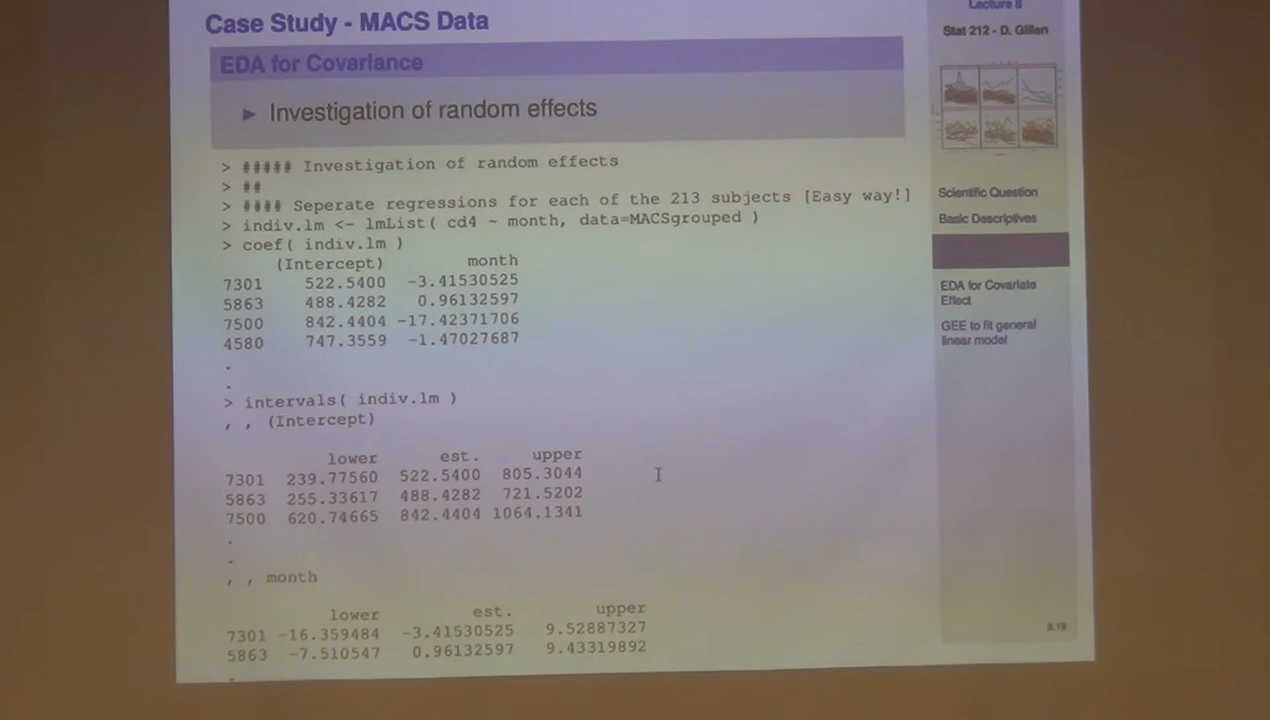 Case Study - MACS Data
EDA for Covariance
Investigation of random effects
> ##### Investigation of random effects
> ##
> #### Seperate regressions for each of the 213 subjects [Easy way!]
> indiv.lm <- lmList( cd4 ~ month, data=MACSgrouped )
> coef( indiv.lm )
(Intercept) month
7301 522.5400 -3.41530525
5863 488.4282 0.96132597
7500 842.4404 -17.42371706
4580 747.3559 -1.47027687
.
.
> intervals( indiv.lm )
, , (Intercept)
lower est. upper
7301 239.77560 522.5400 805.3044
5863 255.33617 488.4282 721.5202
7500 620.74665 842.4404 1064.1341
.
.
, , month
lower est. upper
7301 -16.359484 -3.41530525 9.52887327
5863 -7.510547 0.96132597 9.43319892
.
Lecture 8
Stat 212 - D. Gillen
Scientific Question
Basic Descriptives
EDA for Covariate
Effect
GEE to fit general
linear model